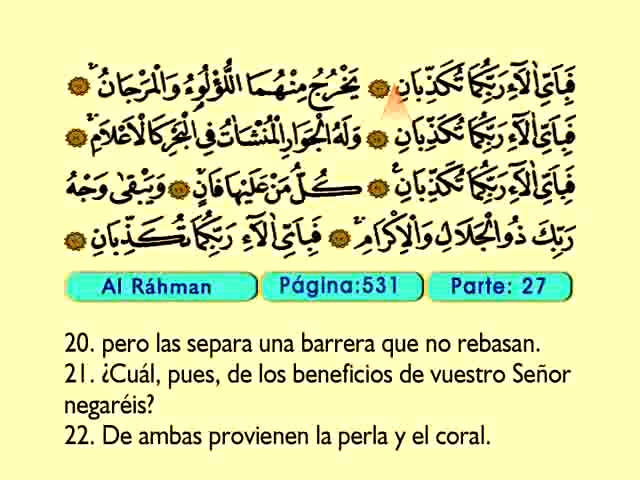 فَبِأَيِّ آلَاءِ رَبِّكُمَا تُكَذِّبَانِ يَخْرُجُ مِنْهُمَا اللُّؤْلُؤُ وَالْمَرْجَانُ
فَبِأَيِّ آلَاءِ رَبِّكُمَا تُكَذِّبَانِ وَلَهُ الْجَوَارِ الْمُنْشَآتُ فِي الْبَحْرِ كَالْأَعْلَامِ
فَبِأَيِّ آلَاءِ رَبِّكُمَا تُكَذِّبَانِ كُلُّ مَنْ عَلَيْهَا فَانٍ وَيَبْقَى وَجْهُ
رَبِّكَ ذُو الْجَلَالِ وَالْإِكْرَامِ فَبِأَيِّ آلَاءِ رَبِّكُمَا تُكَذِّبَانِ
Al Ráhman Página:531 Parte: 27
20. pero las separa una barrera que no rebasan.
21. ¿Cuál, pues, de los beneficios de vuestro Señor
negaréis?
22. De ambas provienen la perla y el coral.